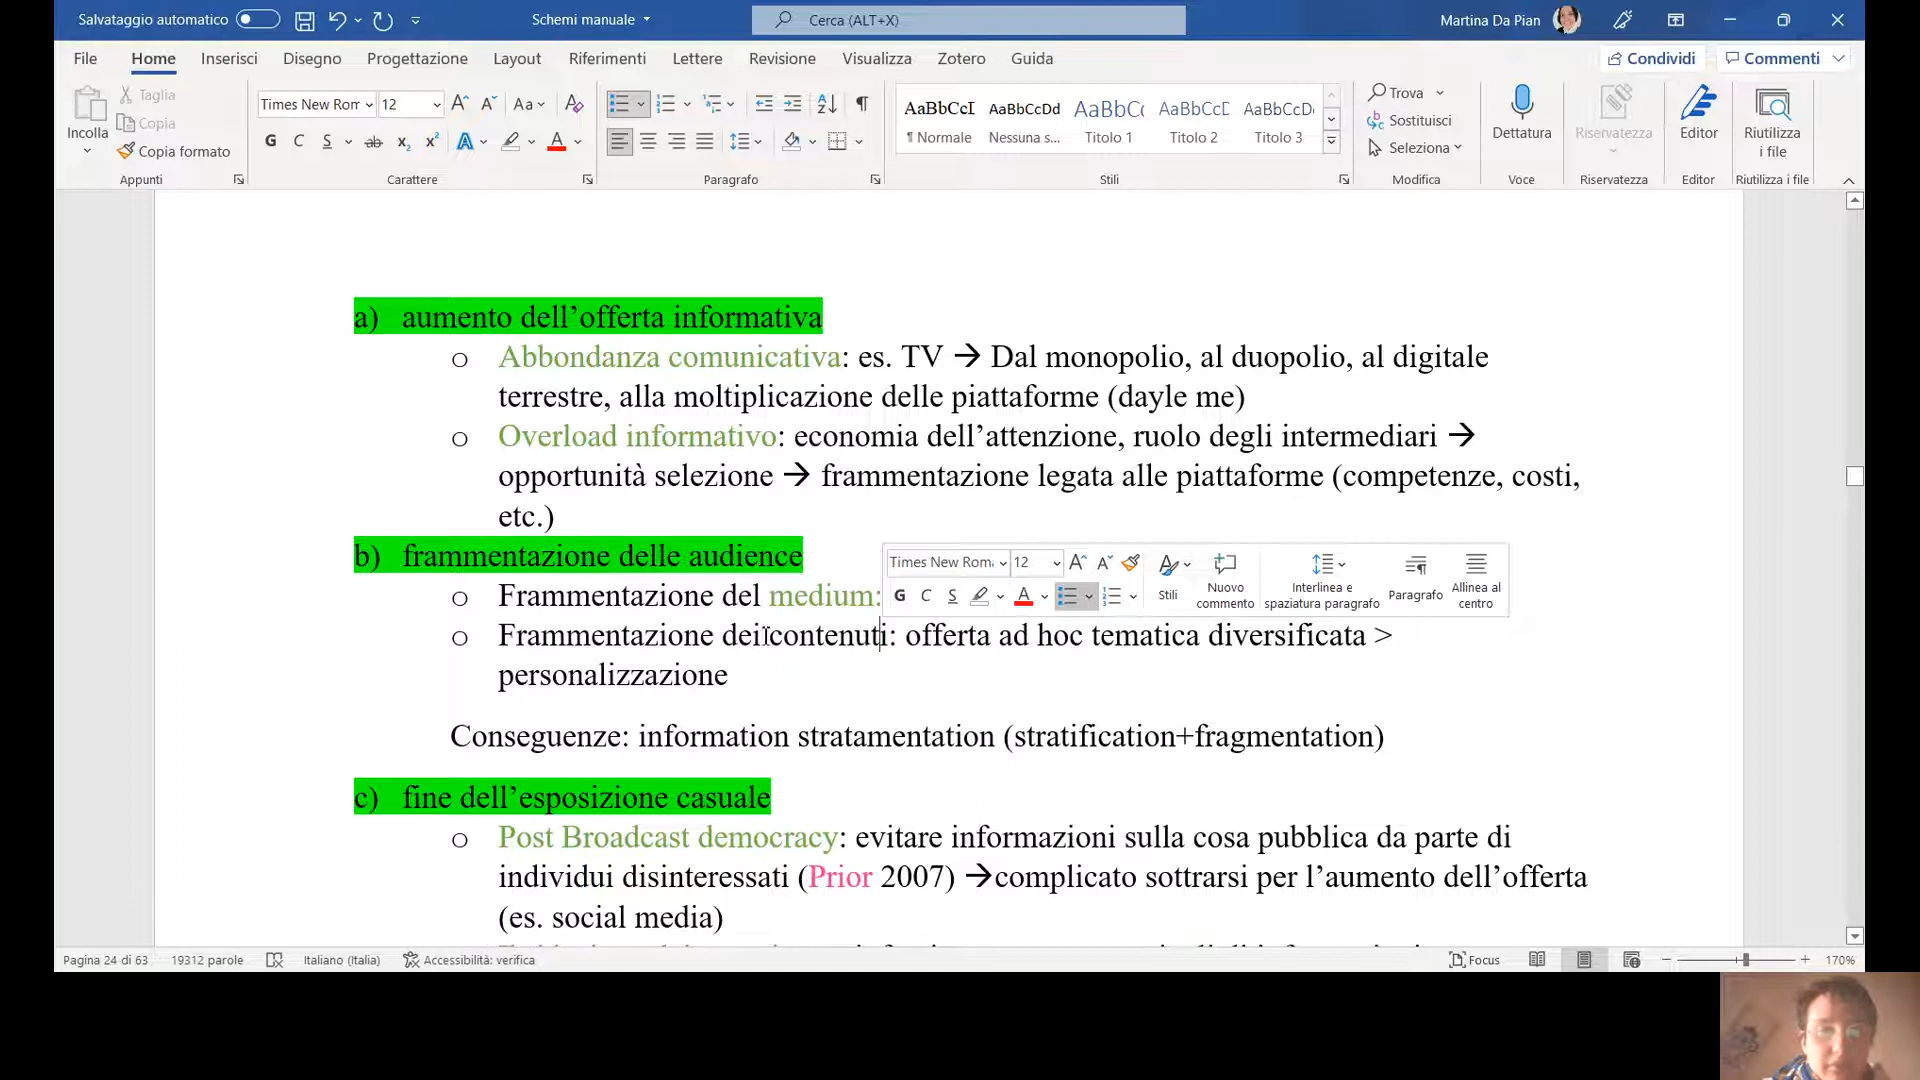 Salvataggio automatico
Schemi manuale
Cerca (ALT+X)
Martina Da Pian
File Home Inserisci Disegno Progettazione Layout Riferimenti Lettere Revisione Visualizza Zotero Guida
Condividi Commenti
Incolla
Taglia
Copia
Copia formato
Appunti
Times New Rom 12
G C S ab
Carattere
Paragrafo
AaBbCcI AaBbCcDd AaBbC( AaBbCcD AaBbCcDı
¶ Normale Nessuna s... Titolo 1 Titolo 2 Titolo 3
Stili
Trova
Sostituisci
Seleziona
Modifica
Dettatura
Voce
Riservatezza
Riservatezza
Editor
Editor
Riutilizza
i file
Riutilizza i file
a) aumento dell’offerta informativa
o Abbondanza comunicativa: es. TV → Dal monopolio, al duopolio, al digitale
terrestre, alla moltiplicazione delle piattaforme (dayle me)
o Overload informativo: economia dell’attenzione, ruolo degli intermediari →
opportunità selezione → frammentazione legata alle piattaforme (competenze, costi,
etc.)
b) frammentazione delle audience
o Frammentazione del medium:
o Frammentazione dei contenuti: offerta ad hoc tematica diversificata >
personalizzazione
Times New Rom 12
G C S
Stili
Nuovo
commento
Interlinea e
spaziatura paragrafo
Paragrafo
Allinea al
centro
Conseguenze: information stratamentation (stratification+fragmentation)
c) fine dell’esposizione casuale
o Post Broadcast democracy: evitare informazioni sulla cosa pubblica da parte di
individui disinteressati (Prior 2007) →complicato sottrarsi per l’aumento dell’offerta
(es. social media)
Pagina 24 di 63 19312 parole Italiano (Italia) Accessibilità: verifica
Focus
170%